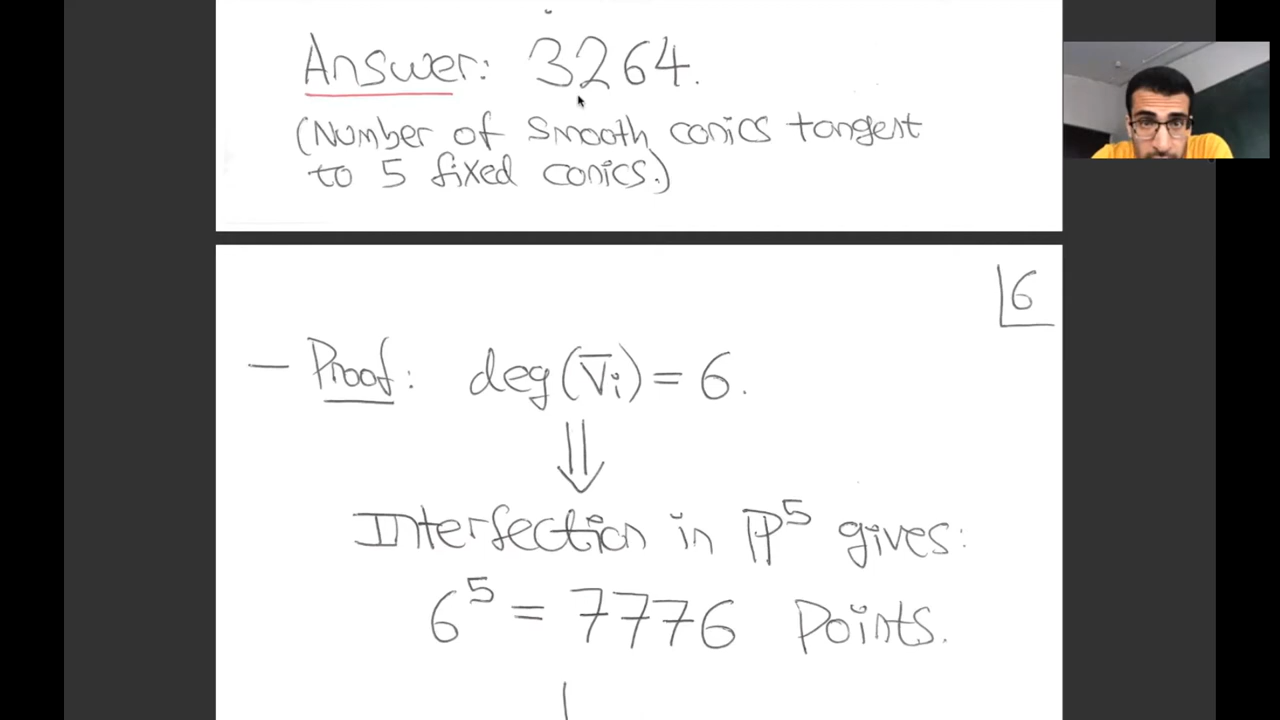 Answer: 3264.
(Number of smooth conics tangent
to 5 fixed conics.)
6
– Proof: deg(V̅i) = 6.
⇓
Intersection in ℙ⁵ gives:
6⁵ = 7776 Points.